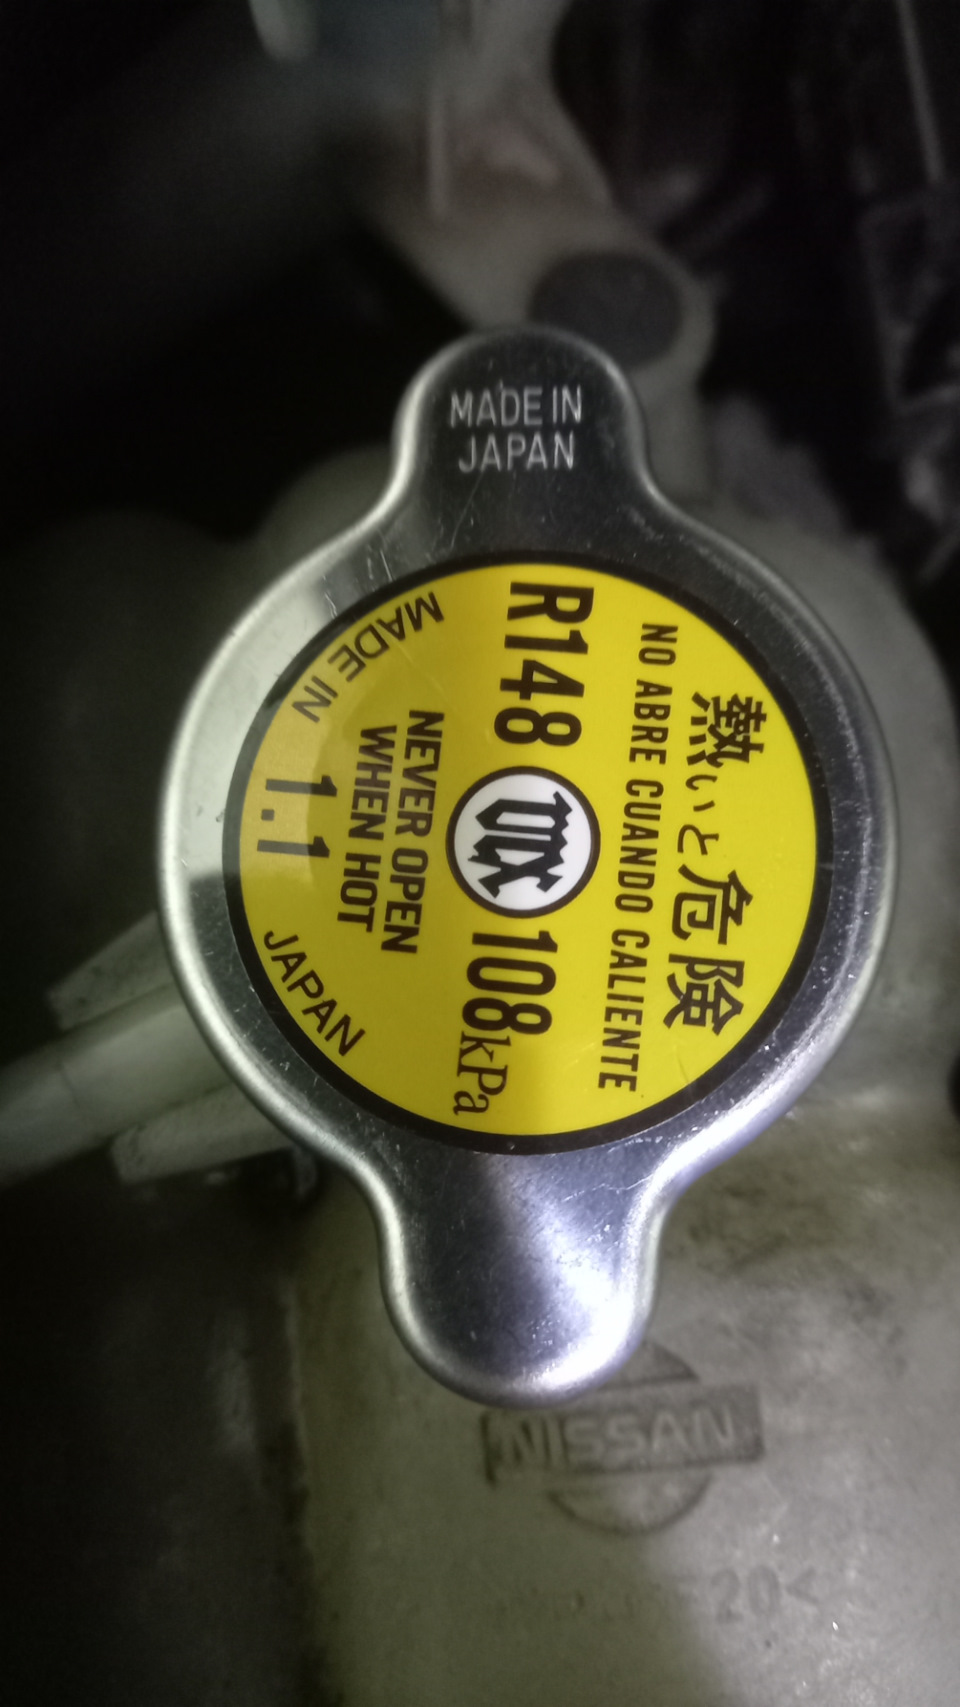 MADE IN
JAPAN
熱いと危険
NO ABRE CUANDO CALIENTE
R148
108kPa
NEVER OPEN
WHEN HOT
MADE IN
1.1
JAPAN
NISSAN
20<